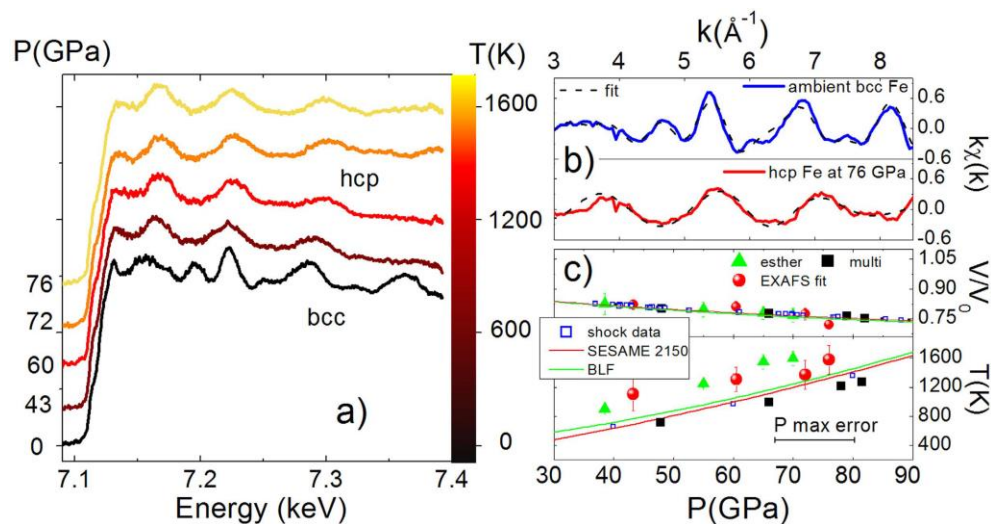 P(GPa)
T(K)
1600
1200
600
0
76
72
60
43
0
hcp
bcc
a)
7.1
7.2
7.3
7.4
Energy (keV)
k(Å⁻¹)
3 4 5 6 7 8
fit
ambient bcc Fe
b)
hcp Fe at 76 GPa
0.6
0.0
-0.6
0.6
0.0
-0.6
kχ(k)
c)
esther
multi
EXAFS fit
1.05
0.90
0.75
V/V₀
shock data
SESAME 2150
BLF
1600
1200
800
400
T(K)
P max error
30 40 50 60 70 80 90
P(GPa)